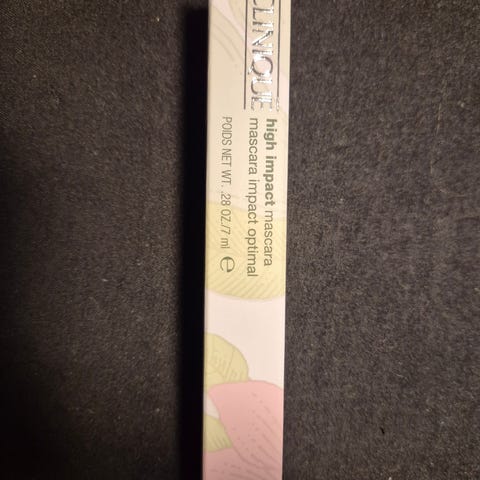 CLINIQUE
high impact mascara
mascara impact optimal
POIDS NET WT. .28 OZ./7 ml ℮